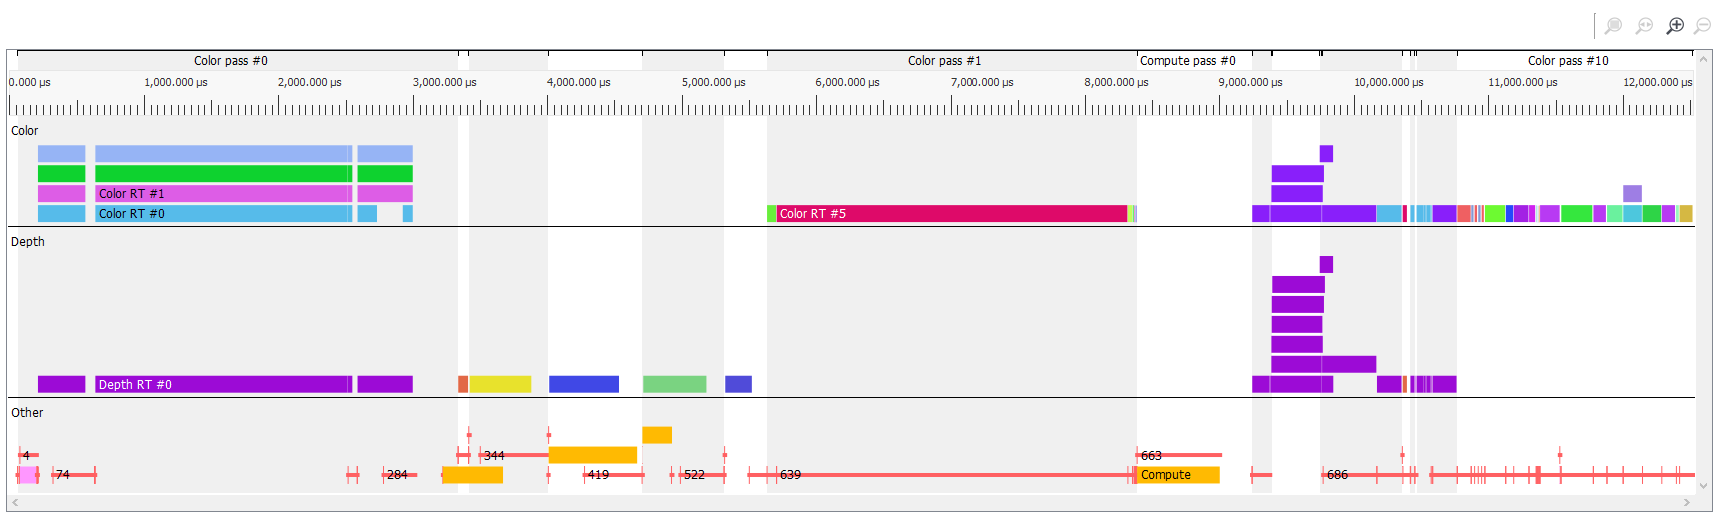 Color pass #0 Color pass #1 Compute pass #0 Color pass #10
0.000 µs 1,000.000 µs 2,000.000 µs 3,000.000 µs 4,000.000 µs 5,000.000 µs 6,000.000 µs 7,000.000 µs 8,000.000 µs 9,000.000 µs 10,000.000 µs 11,000.000 µs 12,000.000 µs
Color
Color RT #1
Color RT #0 Color RT #5
Depth
Depth RT #0
Other
4 344 663
74 284 419 522 639 Compute 686